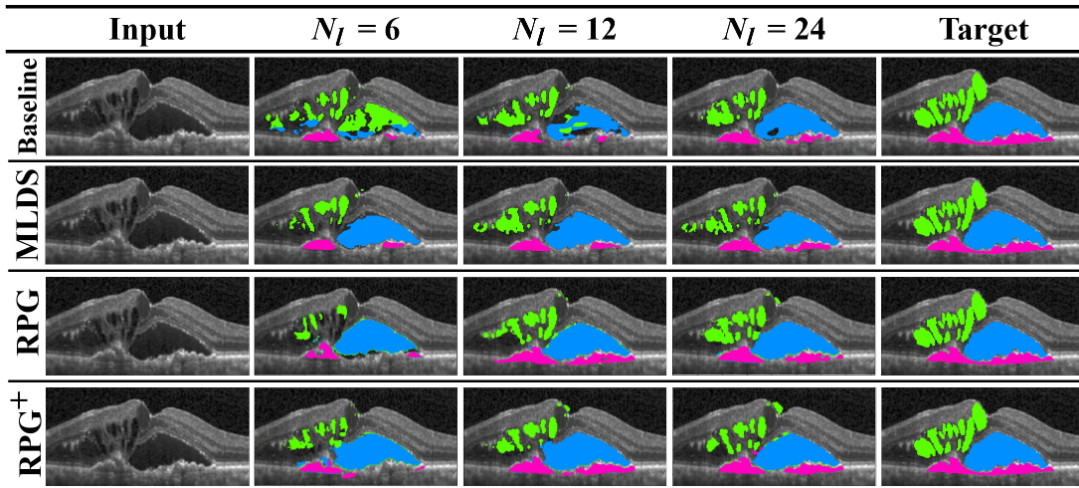 Input N_l = 6 N_l = 12 N_l = 24 Target
Baseline
MLDS
RPG
RPG⁺